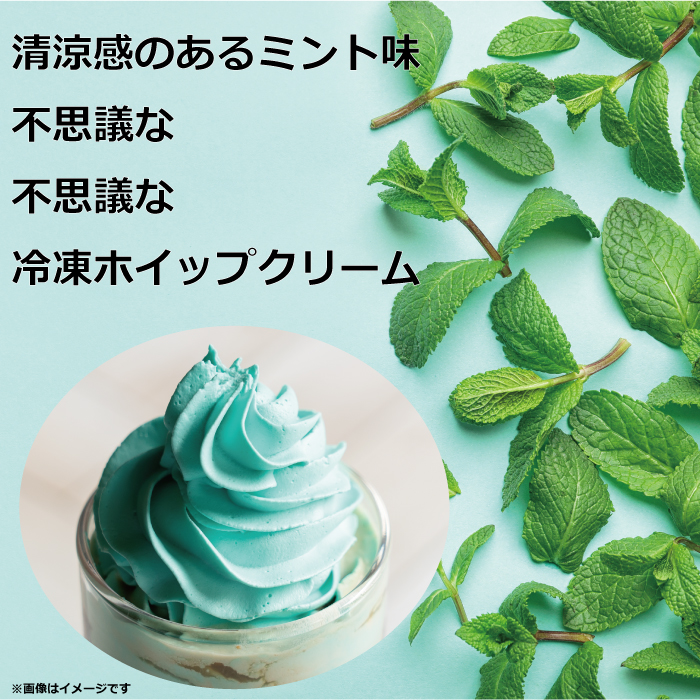 清涼感のあるミント味
不思議な
不思議な
冷凍ホイップクリーム
※画像はイメージです